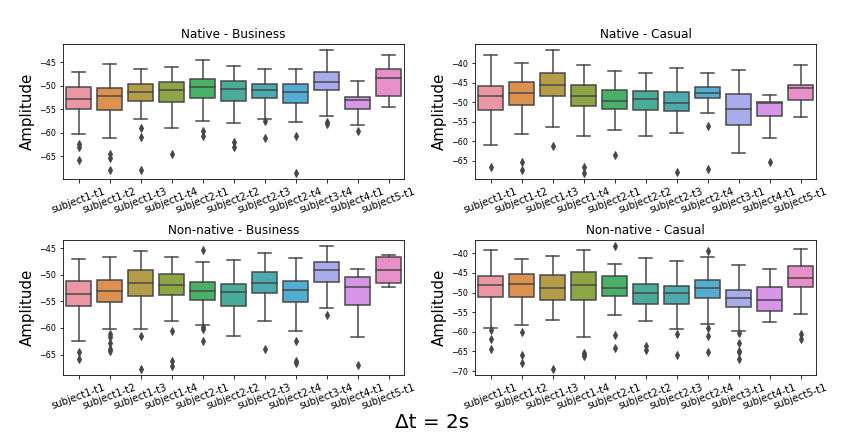 Native - Business
Amplitude
−45
−50
−55
−60
−65
subject1-t1 subject1-t2 subject1-t3 subject1-t4 subject2-t1 subject2-t2 subject2-t3 subject2-t4 subject3-t1 subject4-t1 subject5-t1
Native - Casual
Amplitude
−40
−45
−50
−55
−60
−65
subject1-t1 subject1-t2 subject1-t3 subject1-t4 subject2-t1 subject2-t2 subject2-t3 subject2-t4 subject3-t1 subject4-t1 subject5-t1
Non-native - Business
Amplitude
−45
−50
−55
−60
−65
subject1-t1 subject1-t2 subject1-t3 subject1-t4 subject2-t1 subject2-t2 subject2-t3 subject2-t4 subject3-t1 subject4-t1 subject5-t1
Non-native - Casual
Amplitude
−40
−45
−50
−55
−60
−65
−70
subject1-t1 subject1-t2 subject1-t3 subject1-t4 subject2-t1 subject2-t2 subject2-t3 subject2-t4 subject3-t1 subject4-t1 subject5-t1
Δt = 2s